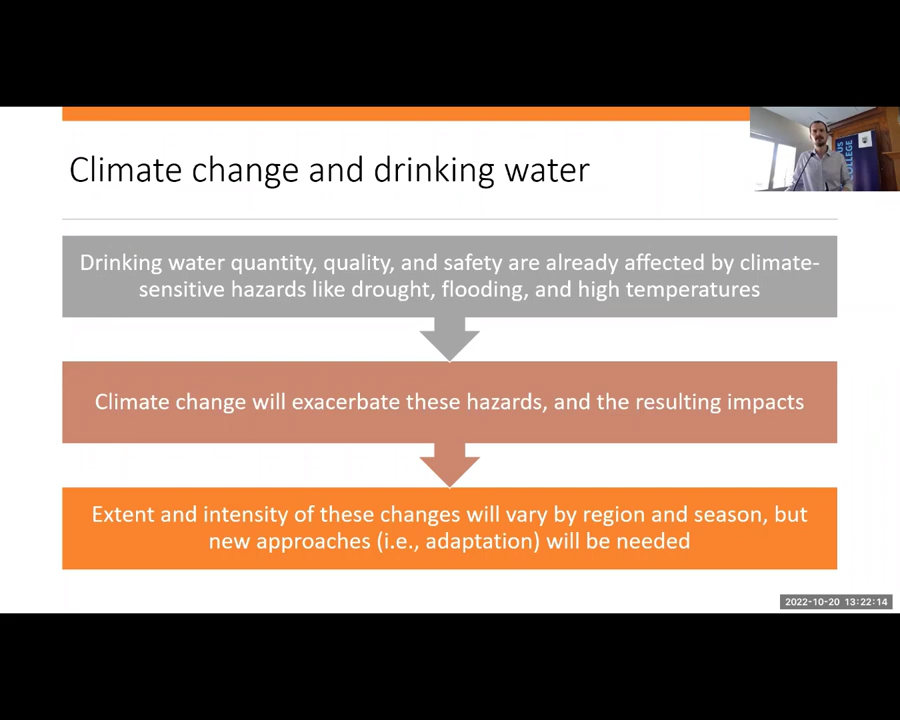 Climate change and drinking water
Drinking water quantity, quality, and safety are already affected by climate-
sensitive hazards like drought, flooding, and high temperatures
Climate change will exacerbate these hazards, and the resulting impacts
Extent and intensity of these changes will vary by region and season, but
new approaches (i.e., adaptation) will be needed
2022-10-20 13:22:14